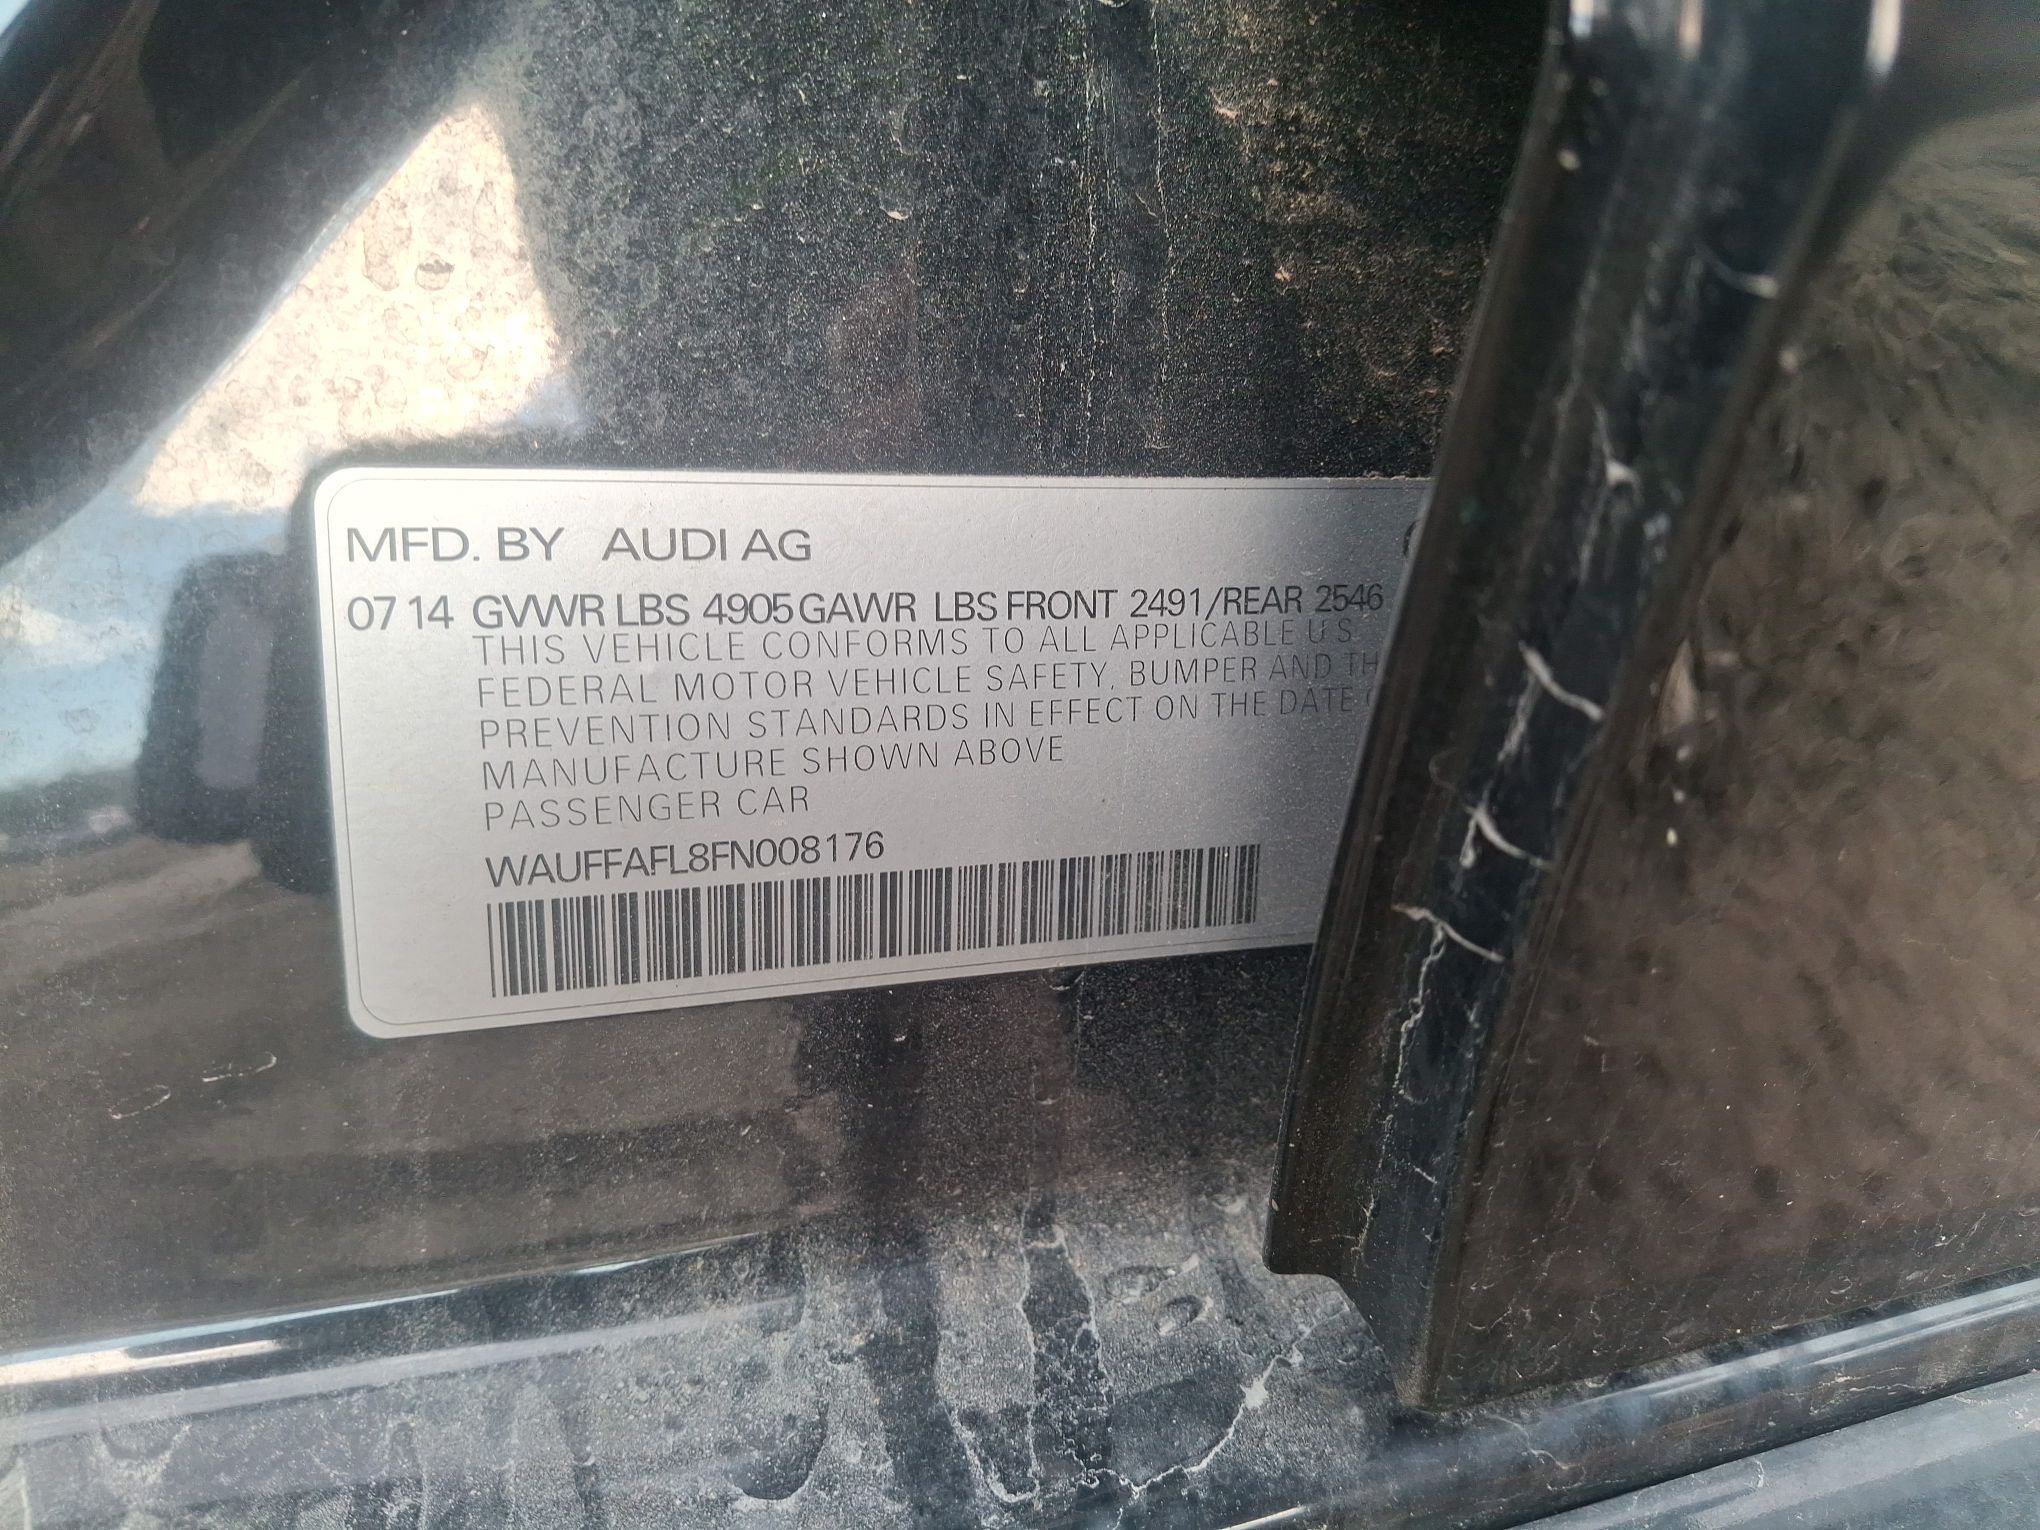 MFD. BY AUDI AG
07 14 GVWR LBS 4905 GAWR LBS FRONT 2491/REAR 2546
THIS VEHICLE CONFORMS TO ALL APPLICABLE U S
FEDERAL MOTOR VEHICLE SAFETY, BUMPER AND TH
PREVENTION STANDARDS IN EFFECT ON THE DATE
MANUFACTURE SHOWN ABOVE
PASSENGER CAR
WAUFFAFL8FN008176